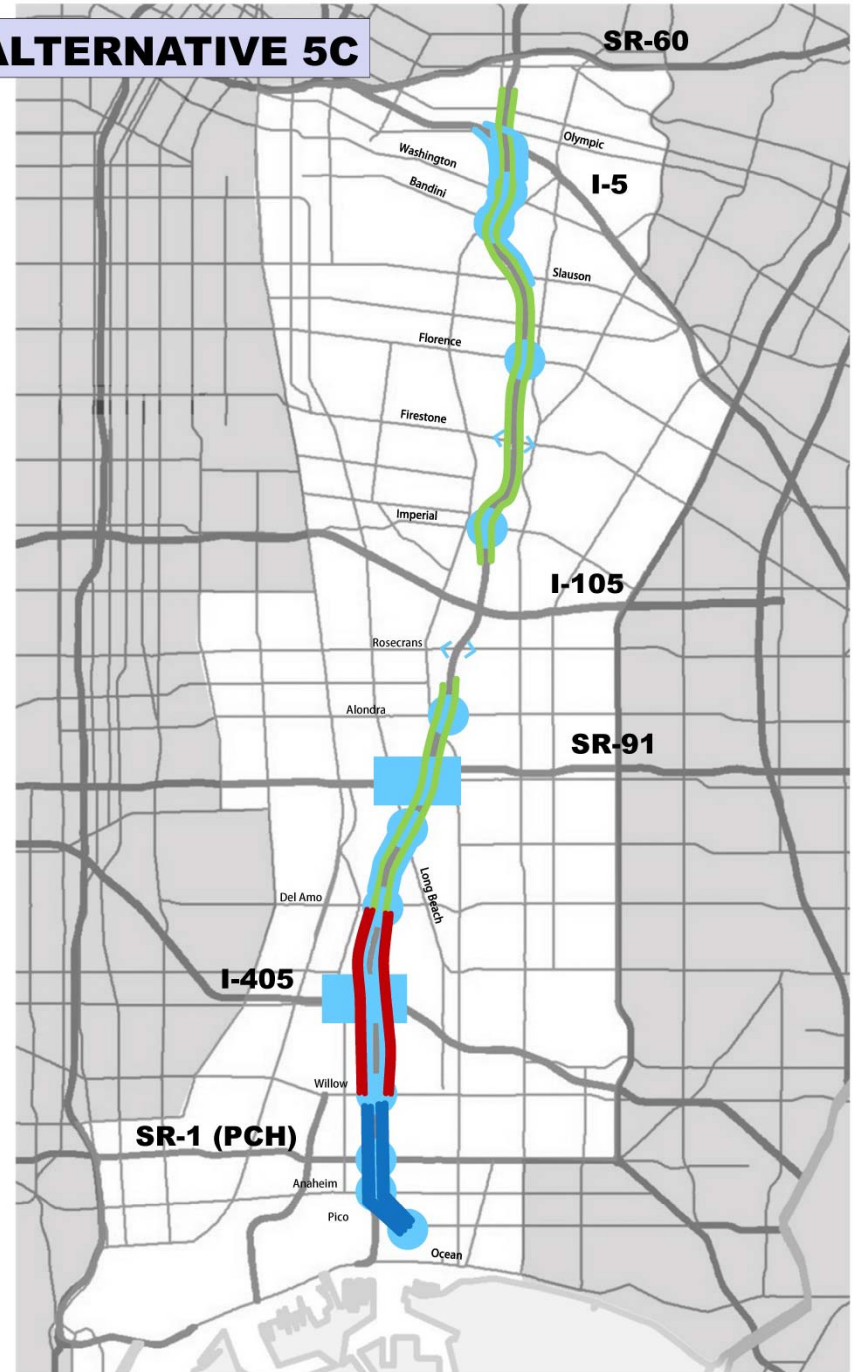 ALTERNATIVE 5C
SR-60
Olympic
Washington
I-5
Bandini
Slauson
Florence
Firestone
Imperial
I-105
Rosecrans
Alondra
SR-91
Long Beach
Del Amo
I-405
Willow
SR-1 (PCH)
Anaheim
Pico
Ocean